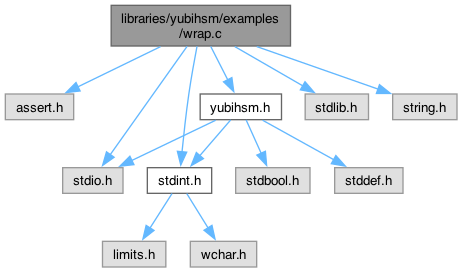 libraries/yubihsm/examples
/wrap.c
assert.h
yubihsm.h
stdlib.h
string.h
stdio.h
stdint.h
stdbool.h
stddef.h
limits.h
wchar.h